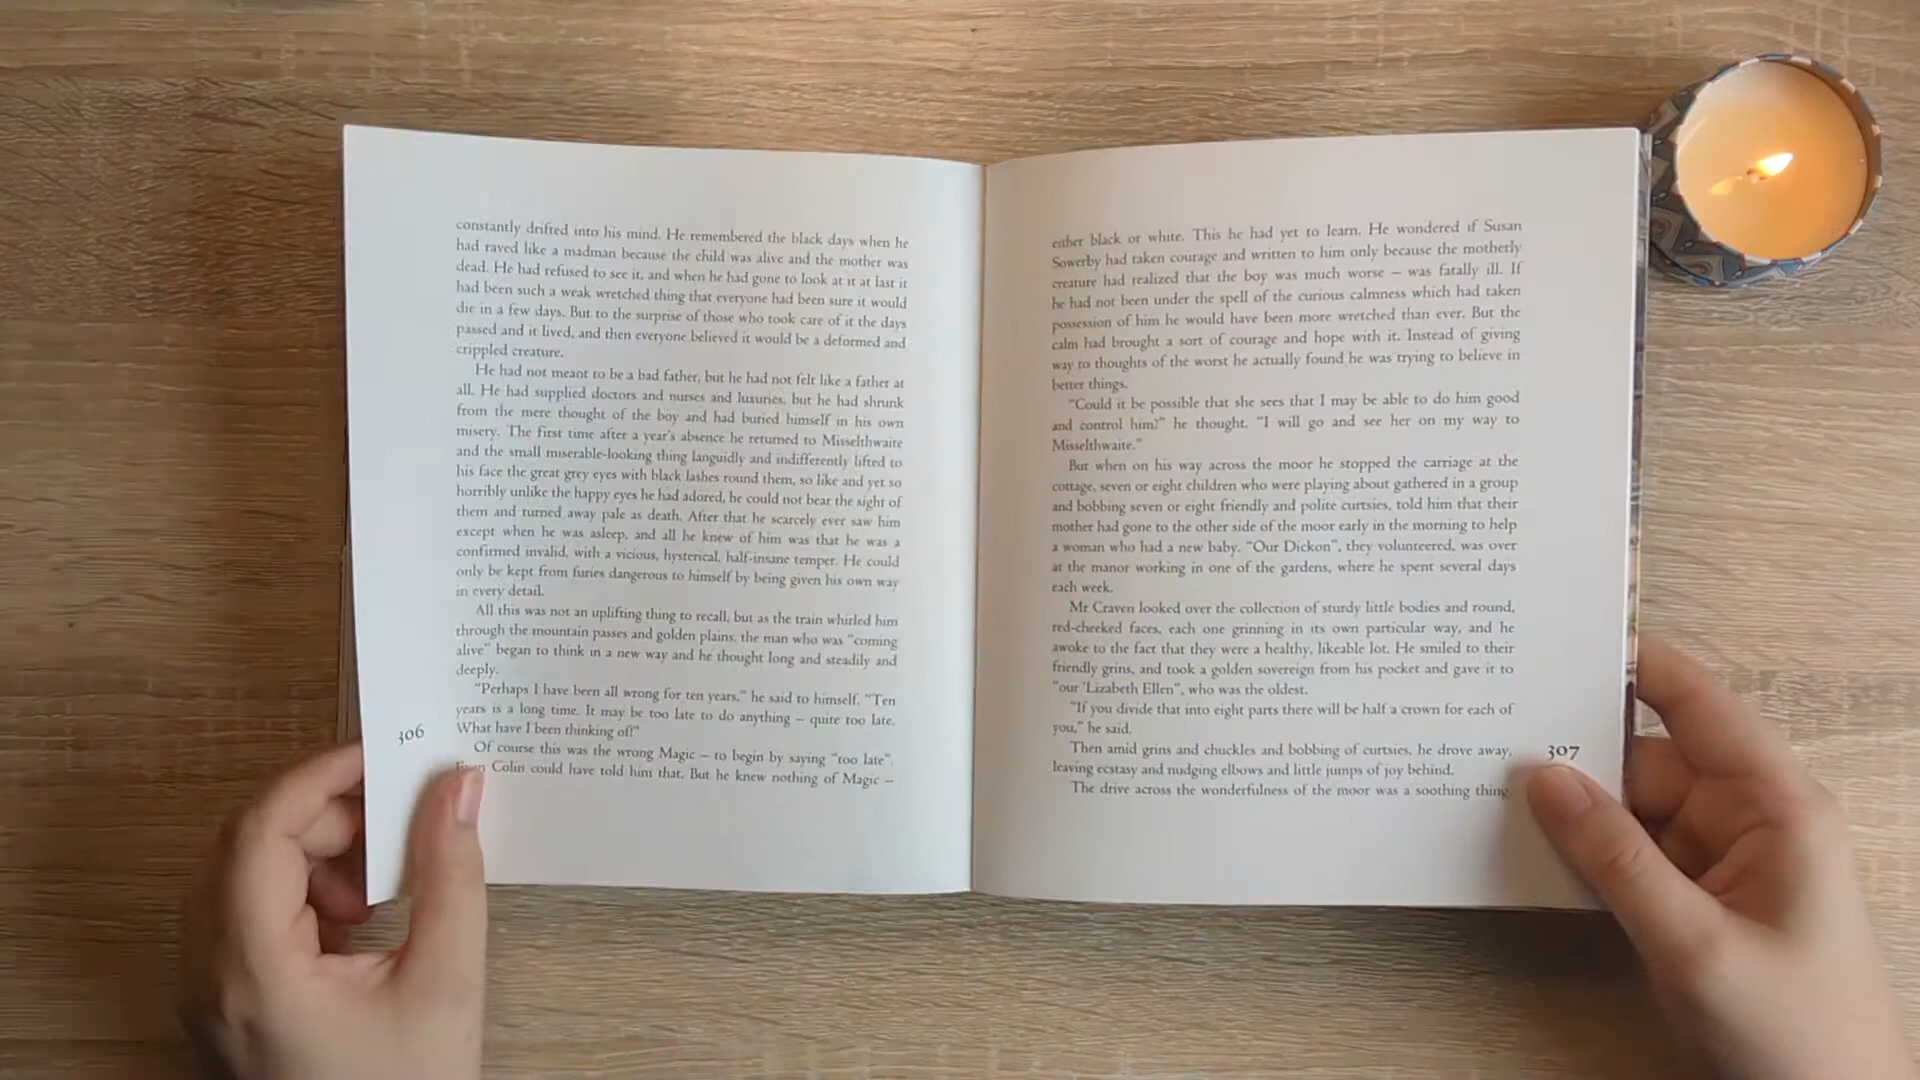 constantly drifted into his mind. He remembered the black days when he
had raved like a madman because the child was alive and the mother was
dead. He had refused to see it, and when he had gone to look at it at last it
had been such a weak wretched thing that everyone had been sure it would
die in a few days. But to the surprise of those who took care of it the days
passed and it lived, and then everyone believed it would be a deformed and
crippled creature.
He had not meant to be a bad father, but he had not felt like a father at
all. He had supplied doctors and nurses and luxuries, but he had shrunk
from the mere thought of the boy and had buried himself in his own
misery. The first time after a year's absence he returned to Misselthwaite
and the small miserable-looking thing languidly and indifferently lifted to
his face the great grey eyes with black lashes round them, so like and yet so
horribly unlike the happy eyes he had adored, he could not bear the sight of
them and turned away pale as death. After that he scarcely ever saw him
except when he was asleep, and all he knew of him was that he was a
confirmed invalid, with a vicious, hysterical, half-insane temper. He could
only be kept from furies dangerous to himself by being given his own way
in every detail.
All this was not an uplifting thing to recall, but as the train whirled him
through the mountain passes and golden plains, the man who was "coming
alive" began to think in a new way and he thought long and steadily and
deeply.
"Perhaps I have been all wrong for ten years," he said to himself. "Ten
years is a long time. It may be too late to do anything – quite too late.
What have I been thinking of?"
Of course this was the wrong Magic – to begin by saying "too late".
Colin could have told him that. But he knew nothing of Magic –
306
either black or white. This he had yet to learn. He wondered if Susan
Sowerby had taken courage and written to him only because the motherly
creature had realized that the boy was much worse – was fatally ill. If
he had not been under the spell of the curious calmness which had taken
possession of him he would have been more wretched than ever. But the
calm had brought a sort of courage and hope with it. Instead of giving
way to thoughts of the worst he actually found he was trying to believe in
better things.
"Could it be possible that she sees that I may be able to do him good
and control him?" he thought. "I will go and see her on my way to
Misselthwaite."
But when on his way across the moor he stopped the carriage at the
cottage, seven or eight children who were playing about gathered in a group
and bobbing seven or eight friendly and polite curtsies, told him that their
mother had gone to the other side of the moor early in the morning to help
a woman who had a new baby. "Our Dickon", they volunteered, was over
at the manor working in one of the gardens, where he spent several days
each week.
Mr Craven looked over the collection of sturdy little bodies and round,
red-cheeked faces, each one grinning in its own particular way, and he
awoke to the fact that they were a healthy, likeable lot. He smiled to their
friendly grins, and took a golden sovereign from his pocket and gave it to
"our 'Lizabeth Ellen", who was the oldest.
"If you divide that into eight parts there will be half a crown for each of
you," he said.
Then amid grins and chuckles and bobbing of curtsies, he drove away,
leaving ecstasy and nudging elbows and little jumps of joy behind.
The drive across the wonderfulness of the moor was a soothing thing.
307